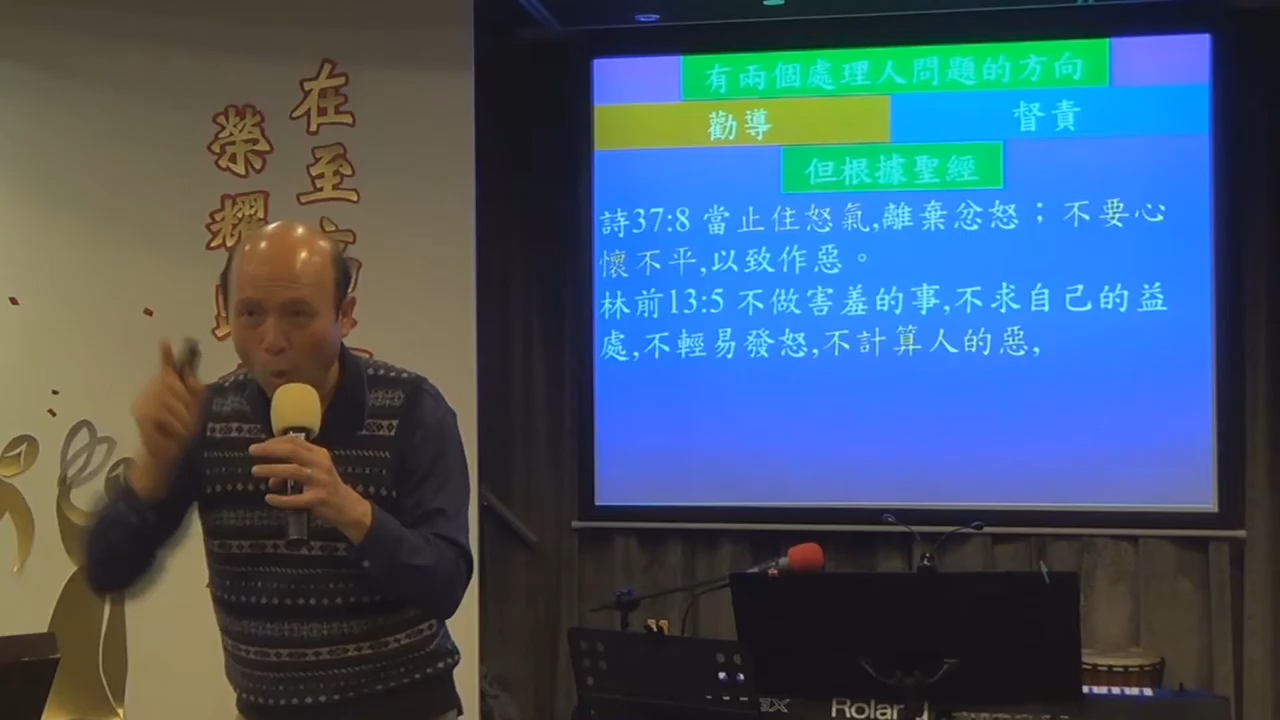 在至
榮耀
有兩個處理人問題的方向
勸導
督責
但根據聖經
詩37:8 當止住怒氣,離棄忿怒；不要心
懷不平,以致作惡。
林前13:5 不做害羞的事,不求自己的益
處,不輕易發怒,不計算人的惡,
Roland